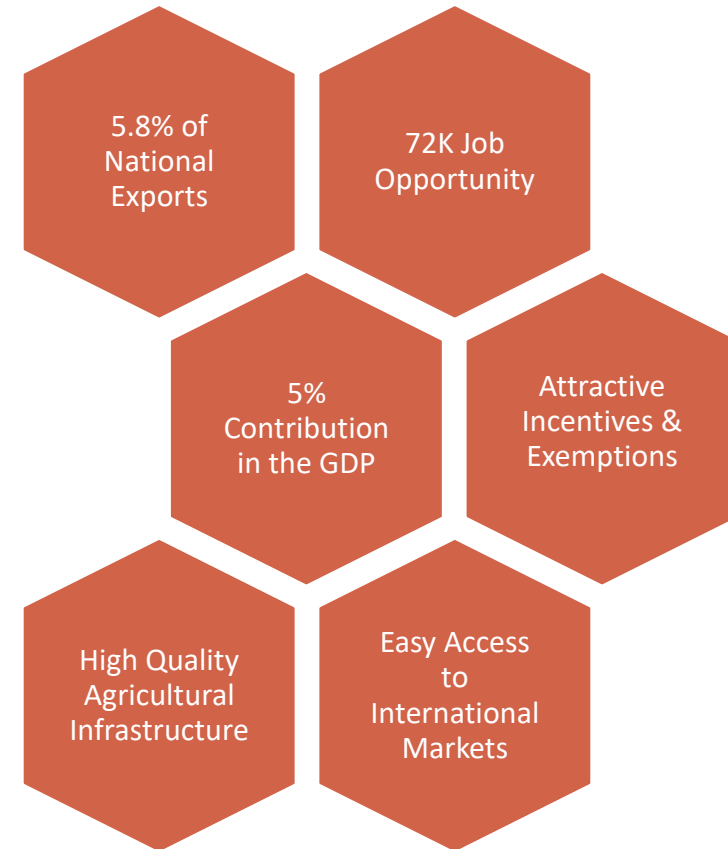 5.8% of
National
Exports
72K Job
Opportunity
5%
Contribution
in the GDP
Attractive
Incentives &
Exemptions
High Quality
Agricultural
Infrastructure
Easy Access
to
International
Markets